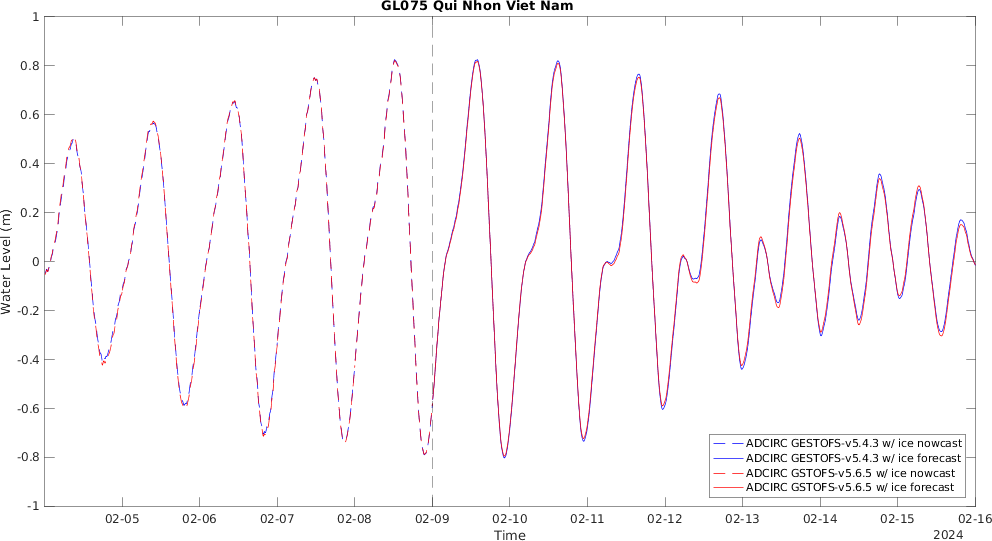 GL075 Qui Nhon Viet Nam
1
0.8
0.6
0.4
0.2
0
-0.2
-0.4
-0.6
-0.8
-1
Water Level (m)
ADCIRC GESTOFS-v5.4.3 w/ ice nowcast
ADCIRC GESTOFS-v5.4.3 w/ ice forecast
ADCIRC GSTOFS-v5.6.5 w/ ice nowcast
ADCIRC GSTOFS-v5.6.5 w/ ice forecast
02-05 02-06 02-07 02-08 02-09 02-10 02-11 02-12 02-13 02-14 02-15 02-16
Time
2024